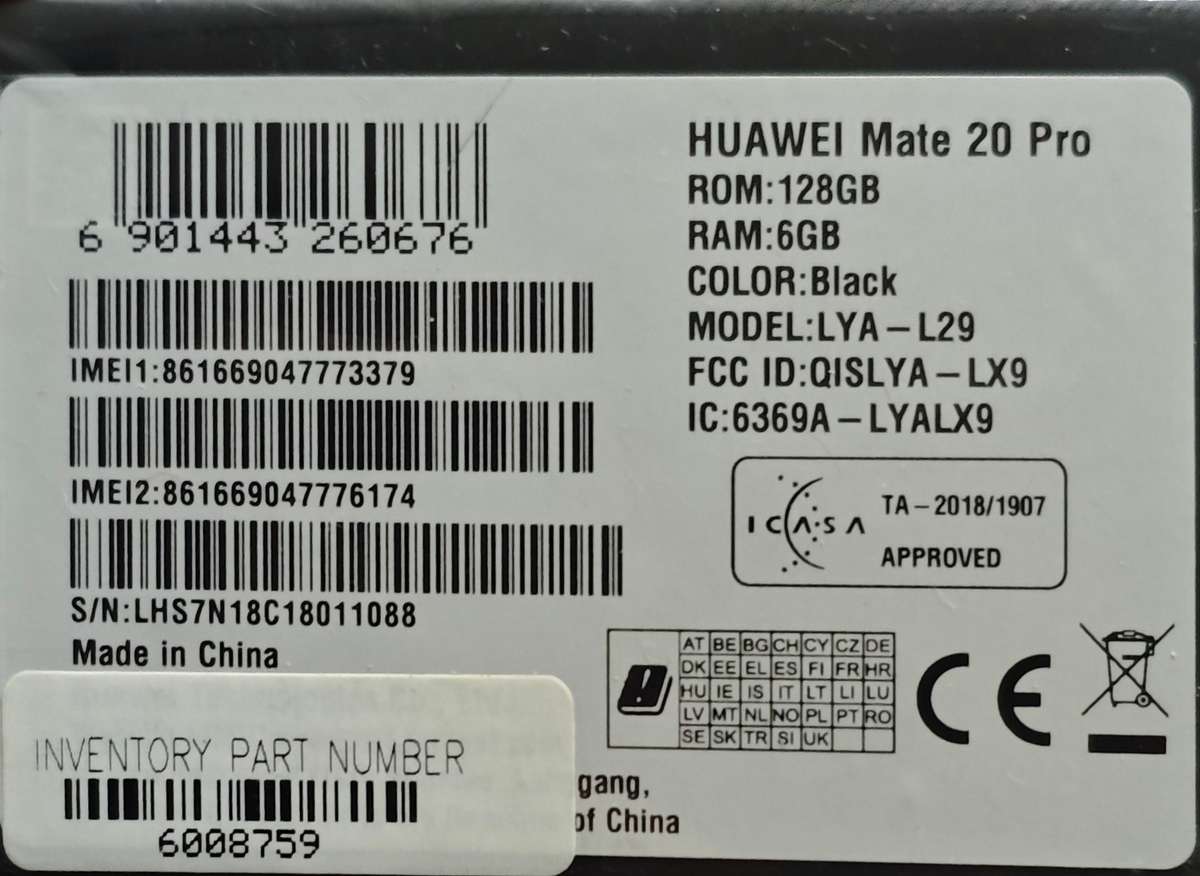 6 901443 260676
IMEI1:861669047773379
IMEI2:861669047776174
S/N:LHS7N18C18011088
Made in China
INVENTORY PART NUMBER
6008759
gang,
of China
HUAWEI Mate 20 Pro
ROM:128GB
RAM:6GB
COLOR:Black
MODEL:LYA-L29
FCC ID:QISLYA-LX9
IC:6369A-LYALX9
ICASA
TA-2018/1907
APPROVED
AT BE BG CH CY CZ DE
DK EE EL ES FI FR HR
HU IE IS IT LT LI LU
LV MT NL NO PL PT RO
SE SK TR SI UK
CE